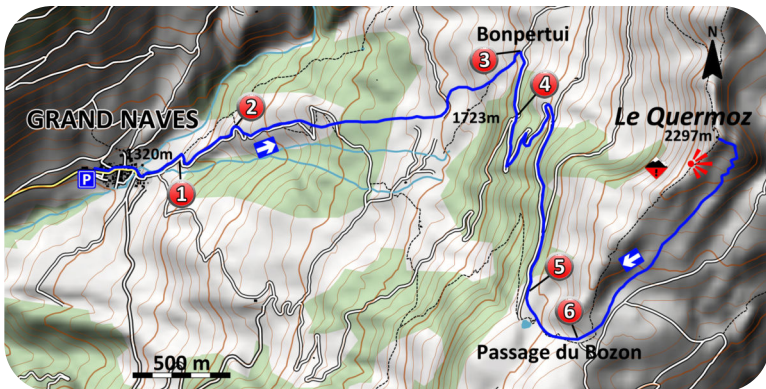 Bonpertui
3
N
4
2
1723m
Le Quermoz
GRAND NAVES
2297m
1320m
P
1
5
6
Passage du Bozon
500 m